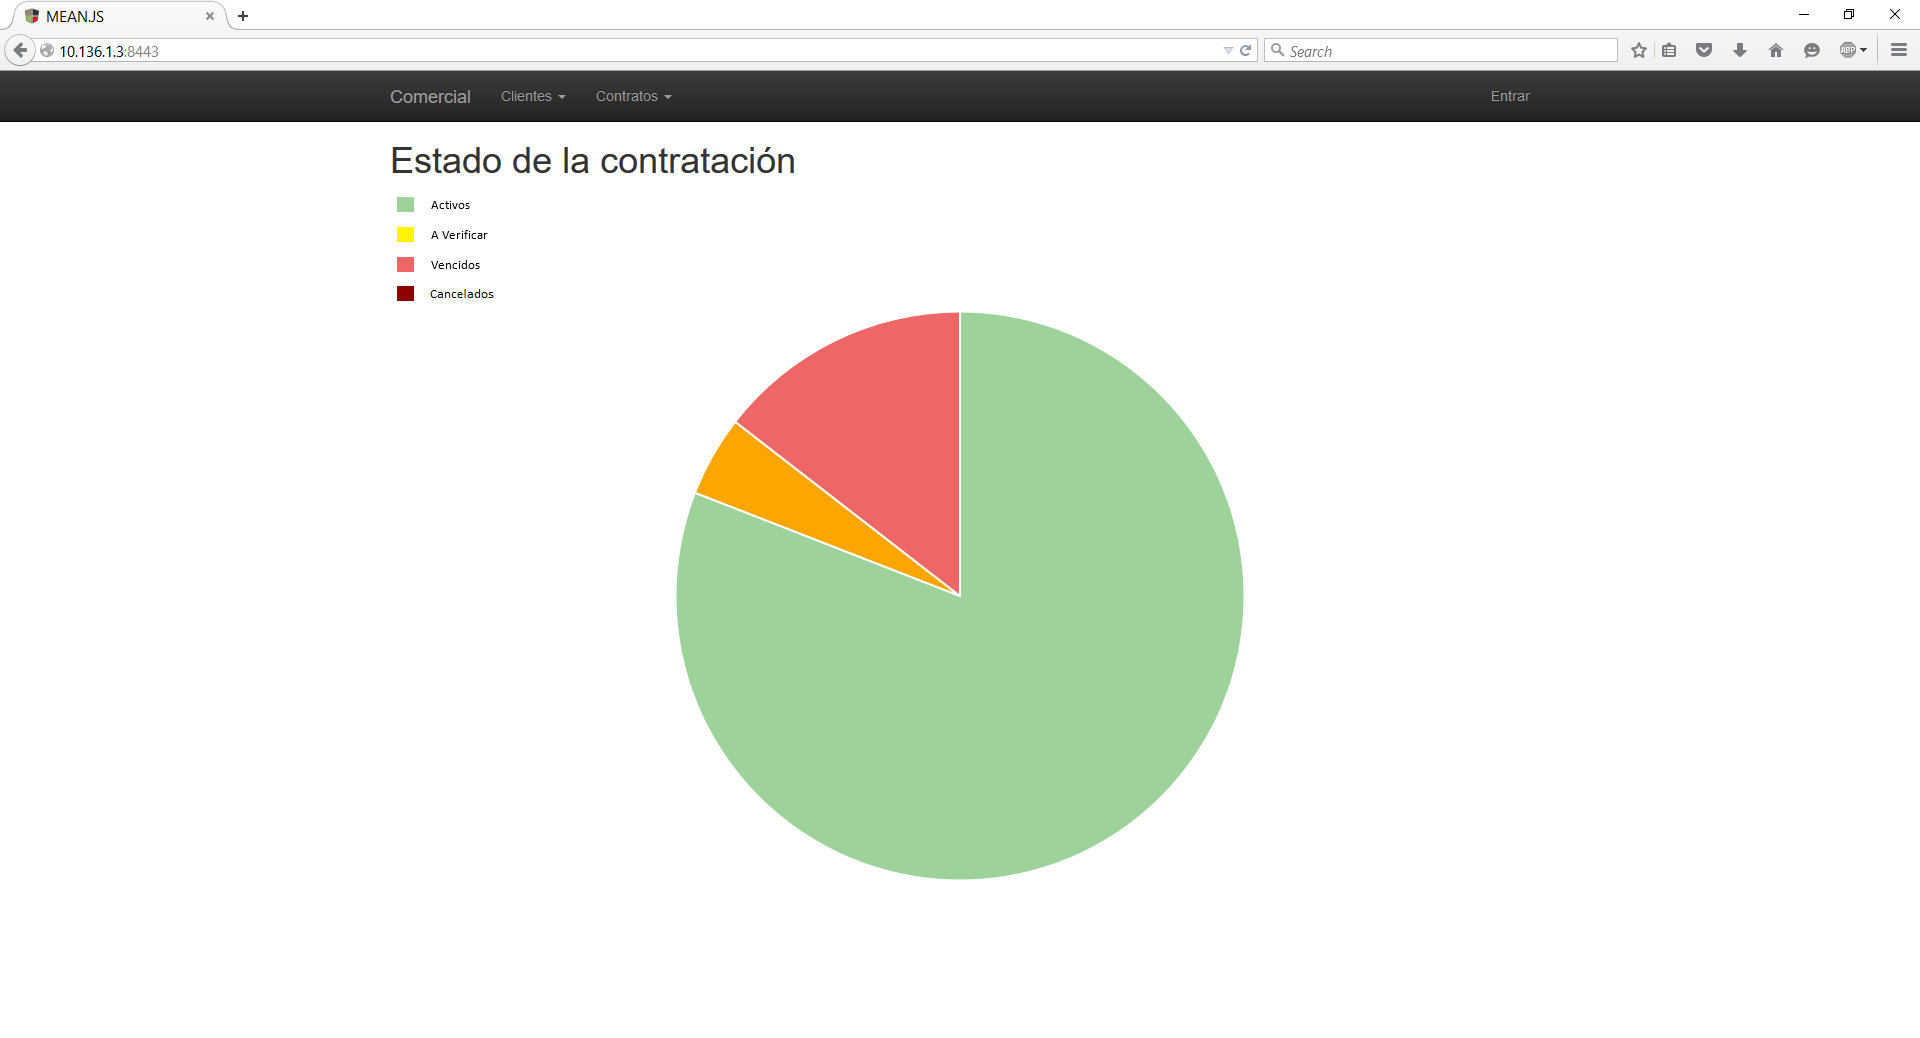 MEAN.JS
10.136.1.3:8443
Search
ABP
Comercial Clientes Contratos Entrar
Estado de la contratación
Activos
A Verificar
Vencidos
Cancelados